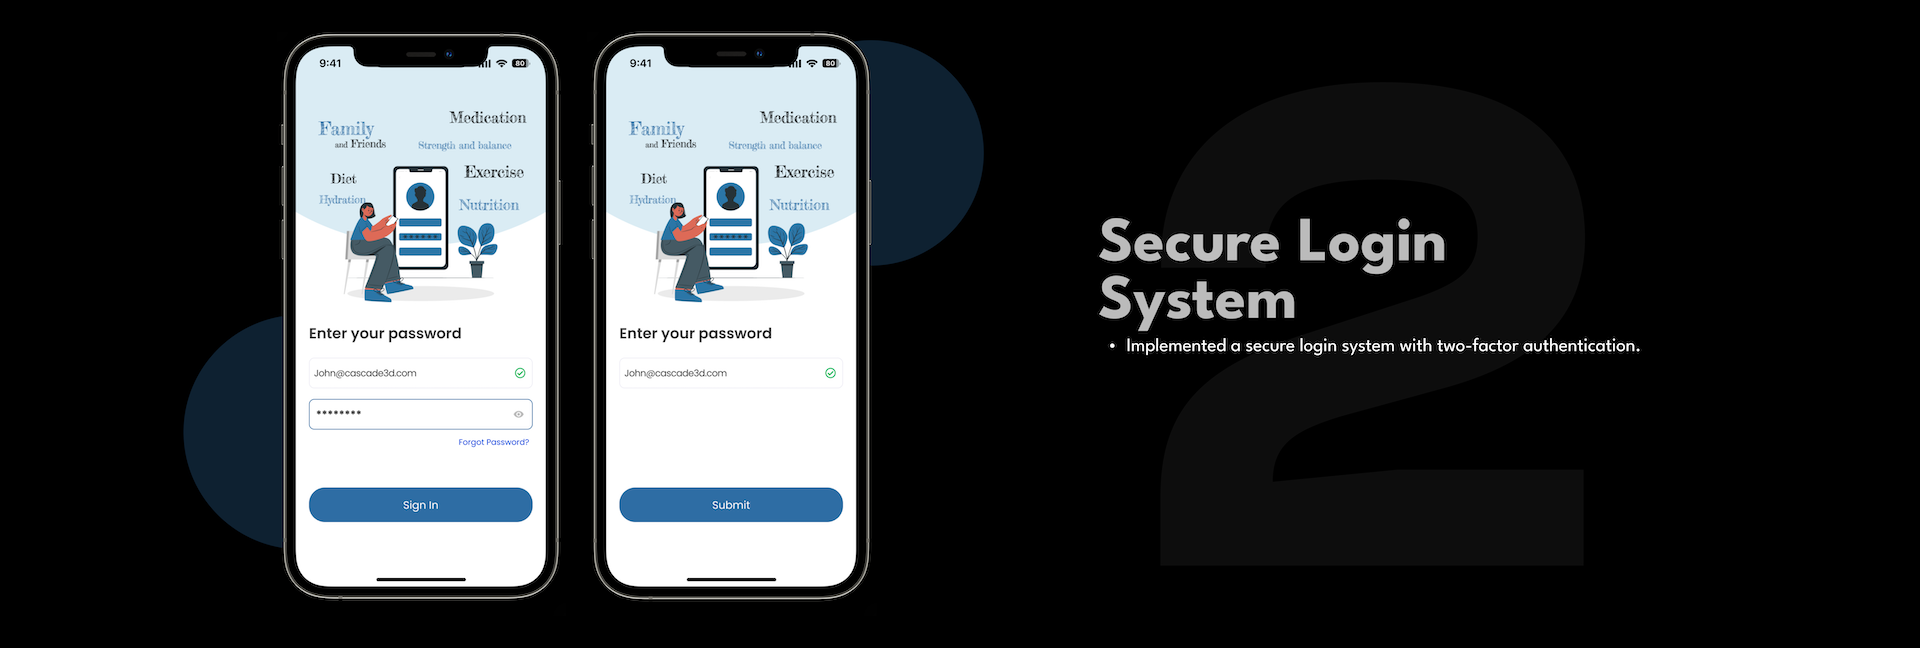 9:41
80
Medication
Family
and Friends
Strength and balance
Exercise
Diet
Hydration
Nutrition
********
Enter your password
John@cascade3d.com
********
Forgot Password?
Sign In
9:41
80
Medication
Family
and Friends
Strength and balance
Exercise
Diet
Hydration
Nutrition
********
Enter your password
John@cascade3d.com
Submit
2
Secure Login
System
• Implemented a secure login system with two-factor authentication.